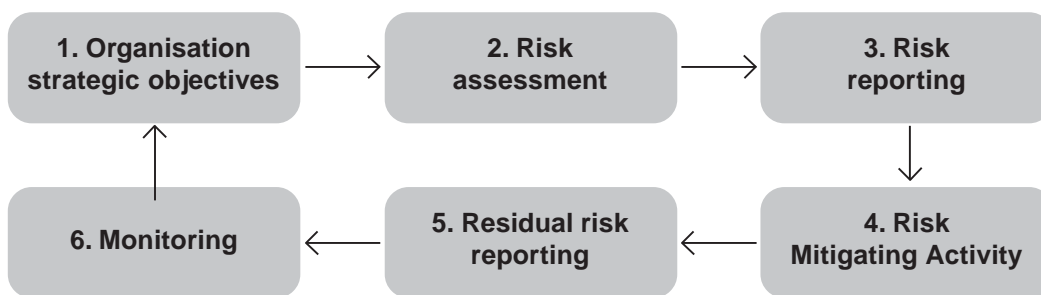 1. Organisation
strategic objectives
2. Risk
assessment
3. Risk
reporting
4. Risk
Mitigating Activity
5. Residual risk
reporting
6. Monitoring